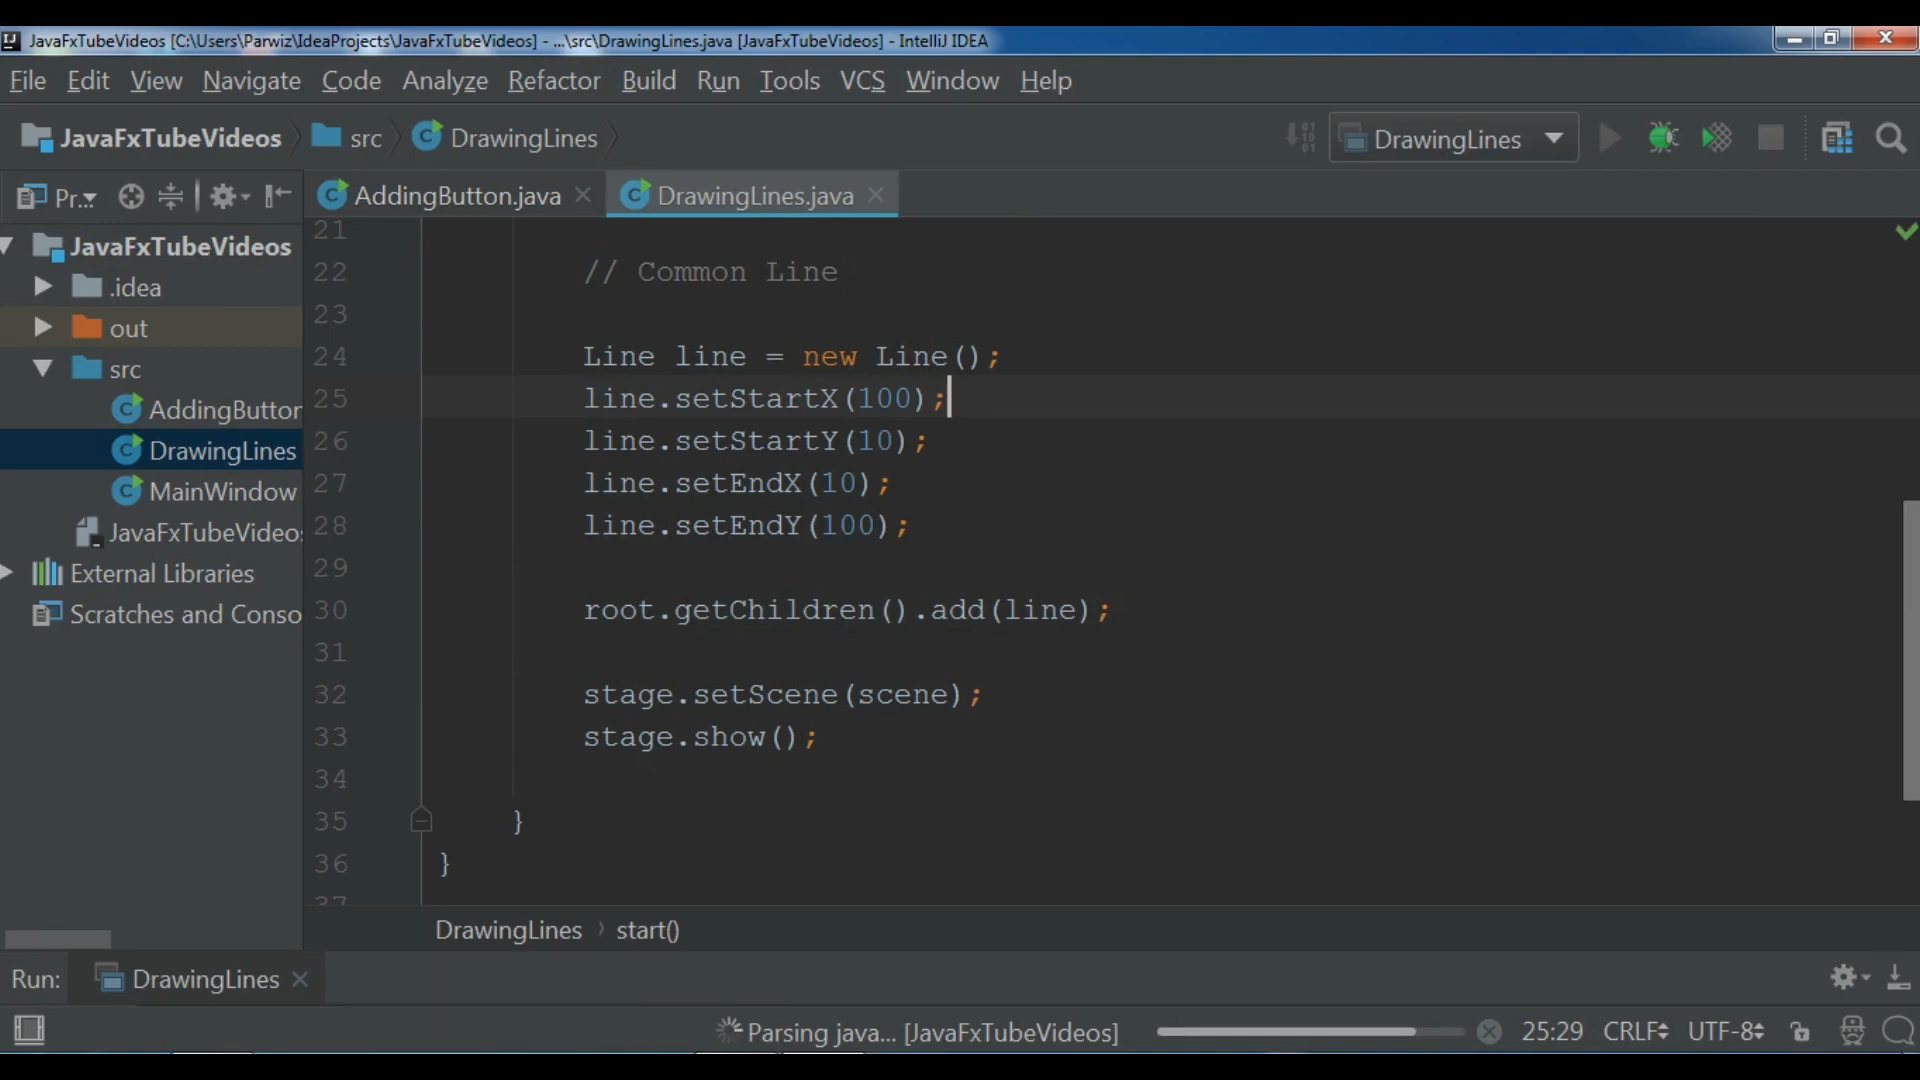 JavaFxTubeVideos [C:\Users\Parwiz\IdeaProjects\JavaFxTubeVideos] - ...\src\DrawingLines.java [JavaFxTubeVideos] - IntelliJ IDEA
File Edit View Navigate Code Analyze Refactor Build Run Tools VCS Window Help
JavaFxTubeVideos src DrawingLines
DrawingLines
Pr...
AddingButton.java DrawingLines.java
JavaFxTubeVideos
.idea
out
src
AddingButton
DrawingLines
MainWindow
JavaFxTubeVideos
External Libraries
Scratches and Conso
21
22 // Common Line
23
24 Line line = new Line();
25 line.setStartX(100);
26 line.setStartY(10);
27 line.setEndX(10);
28 line.setEndY(100);
29
30 root.getChildren().add(line);
31
32 stage.setScene(scene);
33 stage.show();
34
35 }
36 }
37
DrawingLines start()
Run: DrawingLines
Parsing java... [JavaFxTubeVideos] 25:29 CRLF UTF-8